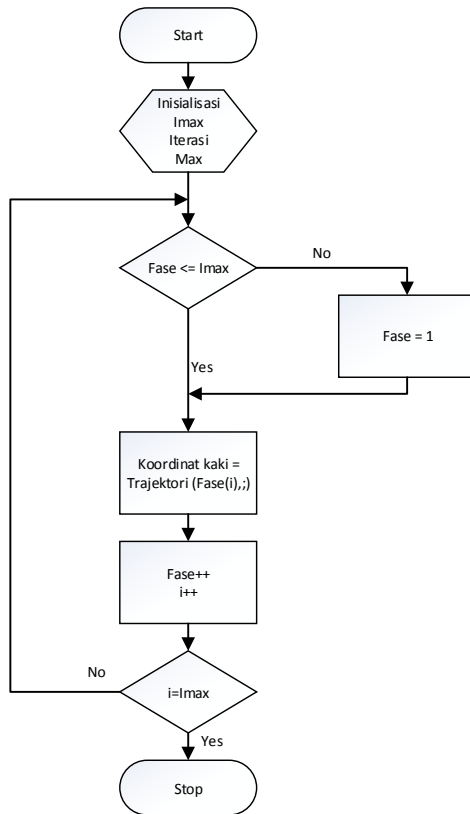 Start
Inisialisasi
Imax
Iterasi
Max
Fase <= Imax
No
Fase = 1
Yes
Koordinat kaki =
Trajektori (Fase(i),;)
Fase++
i++
No
i=Imax
Yes
Stop